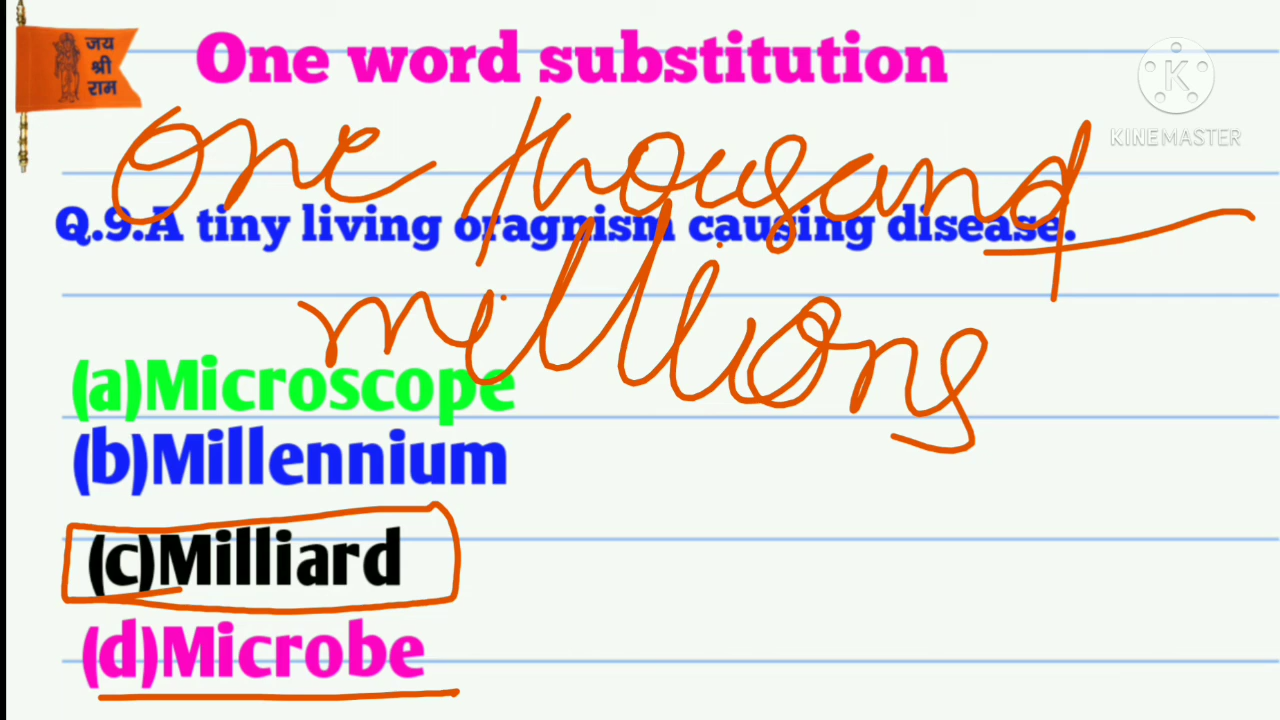 जय
श्री
राम
One word substitution
KINEMASTER
one thousand
Q.9.A tiny living oragnism causing disease.
millions
(a)Microscope
(b)Millennium
(c)Milliard
(d)Microbe